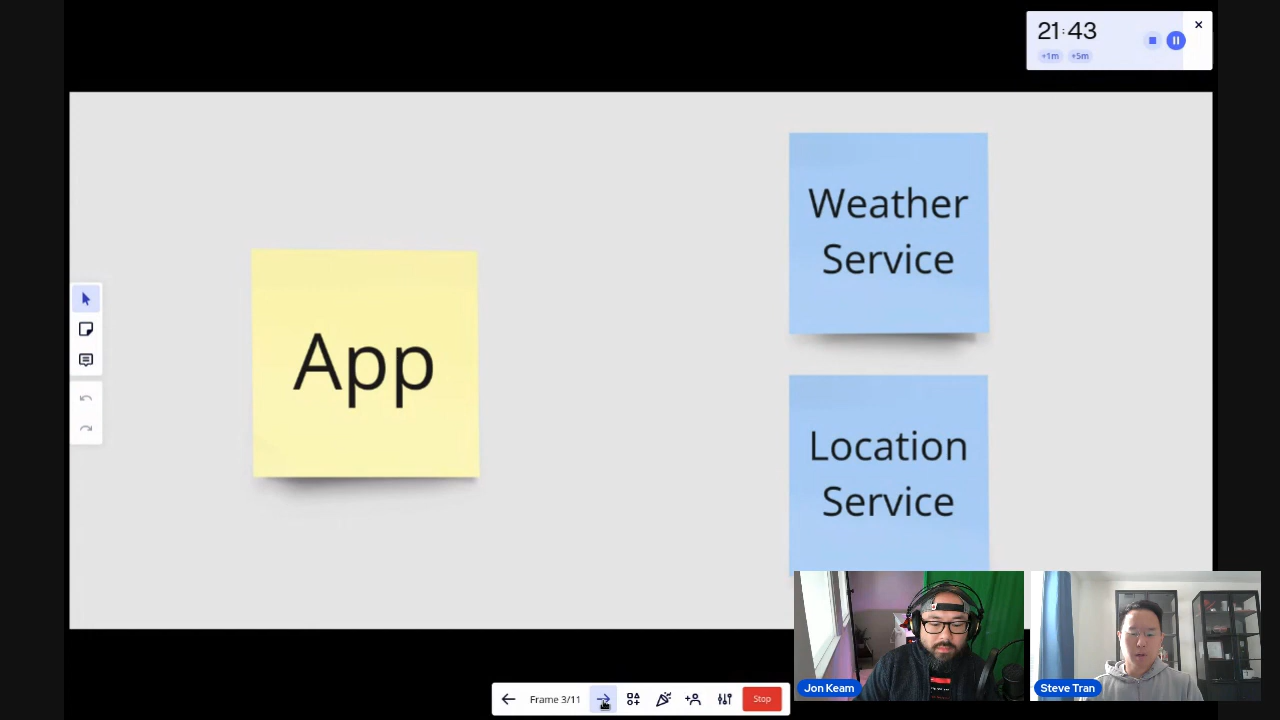 21:43
+1m +5m
App
Weather
Service
Location
Service
Jon Keam
Steve Tran
Frame 3/11
Stop